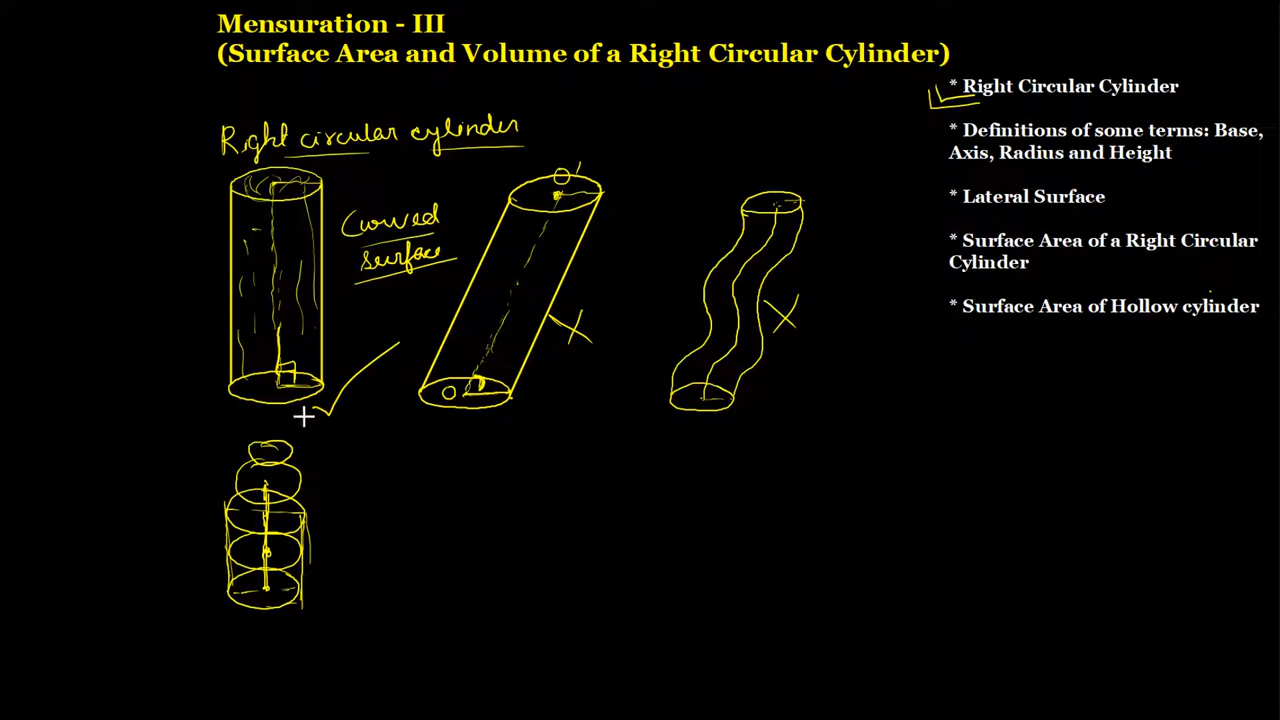 Mensuration - III
(Surface Area and Volume of a Right Circular Cylinder)
* Right Circular Cylinder
* Definitions of some terms: Base,
Axis, Radius and Height
* Lateral Surface
* Surface Area of a Right Circular
Cylinder
* Surface Area of Hollow cylinder
Right circular cylinder
Curved
surface
O'
O